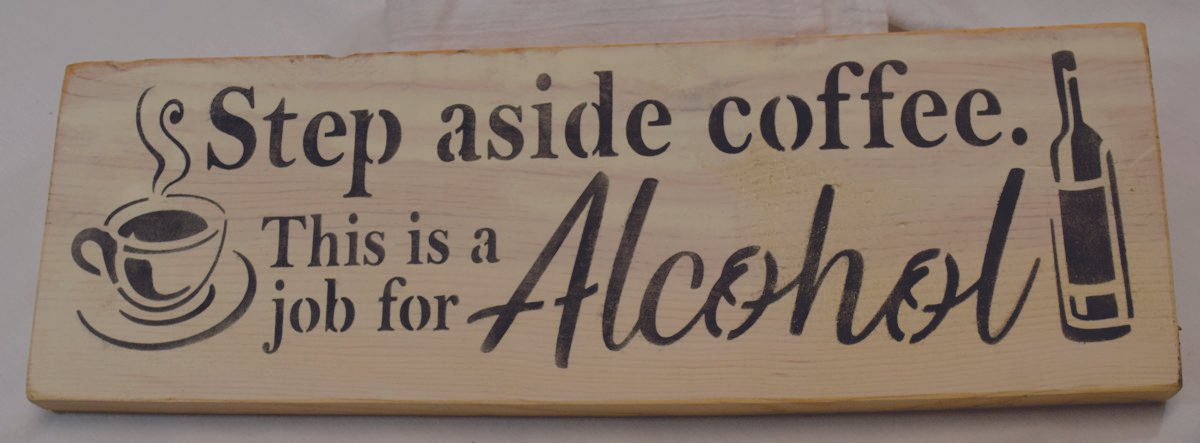 Step aside coffee.
This is a
job for Alcohol